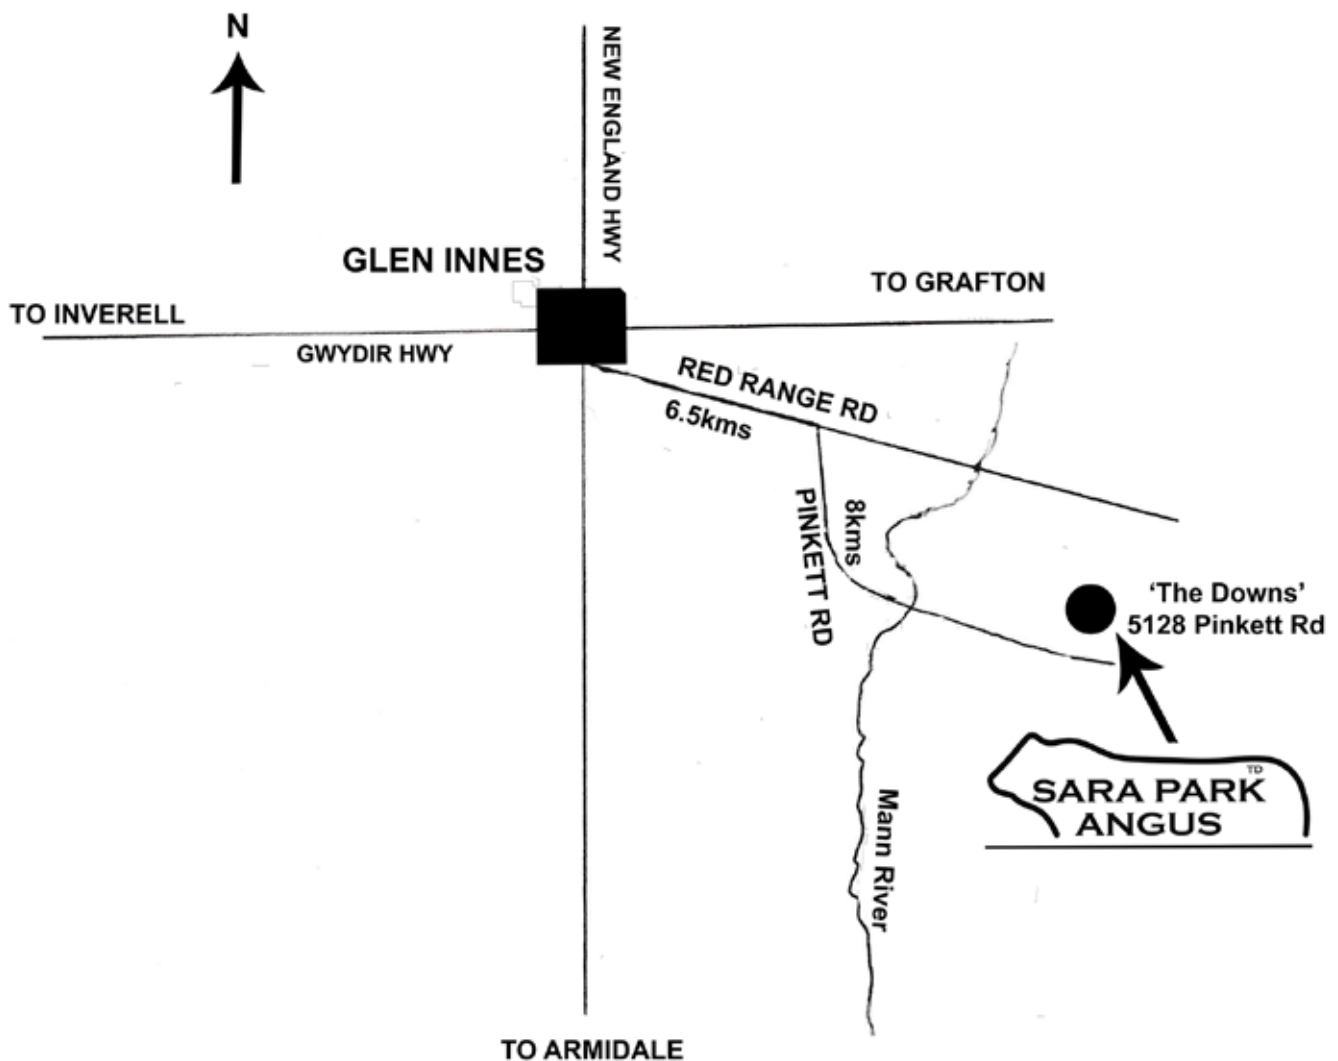 N
NEW ENGLAND HWY
GLEN INNES
TO GRAFTON
TO INVERELL
GWYDIR HWY
RED RANGE RD
6.5kms
8kms
PINKETT RD
‘The Downs’
5128 Pinkett Rd
TD
SARA PARK
ANGUS
Mann River
TO ARMIDALE